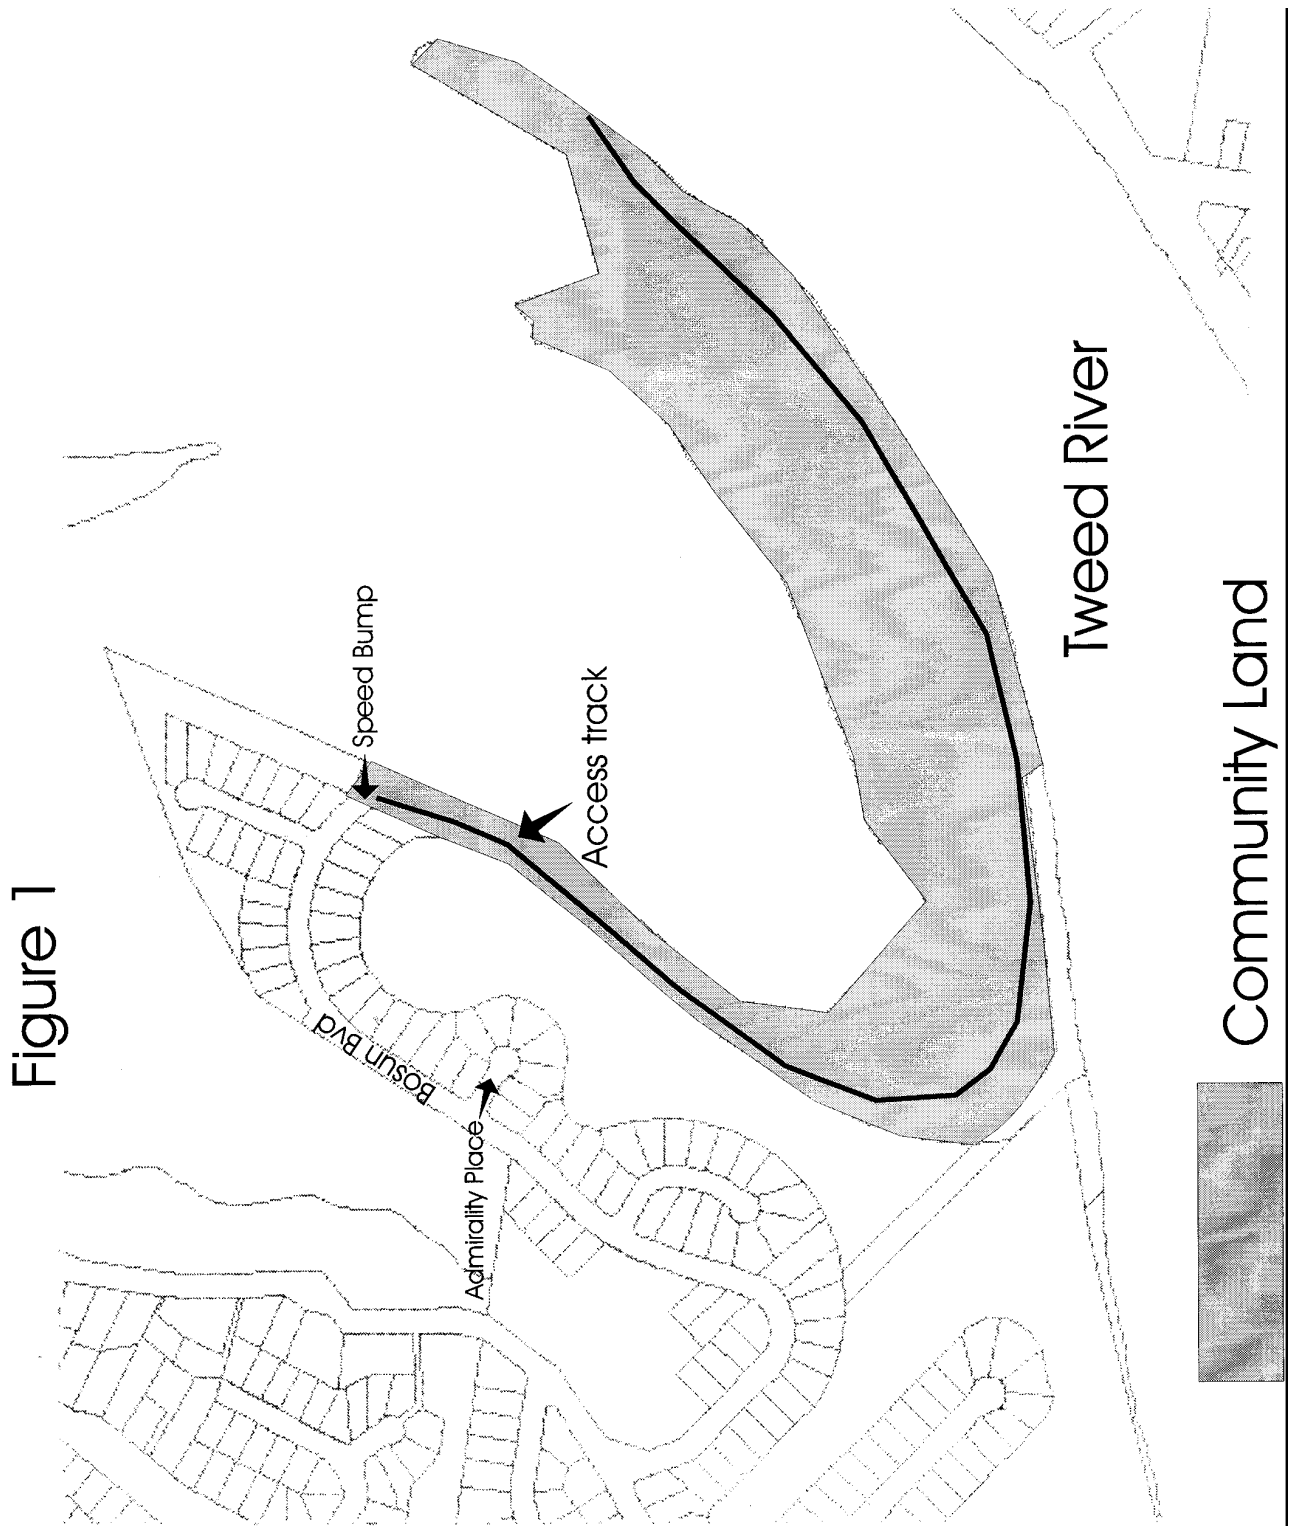 Figure 1
Speed Bump
Access track
Bosun Bvd
Admirality Place
Tweed River
Community Land